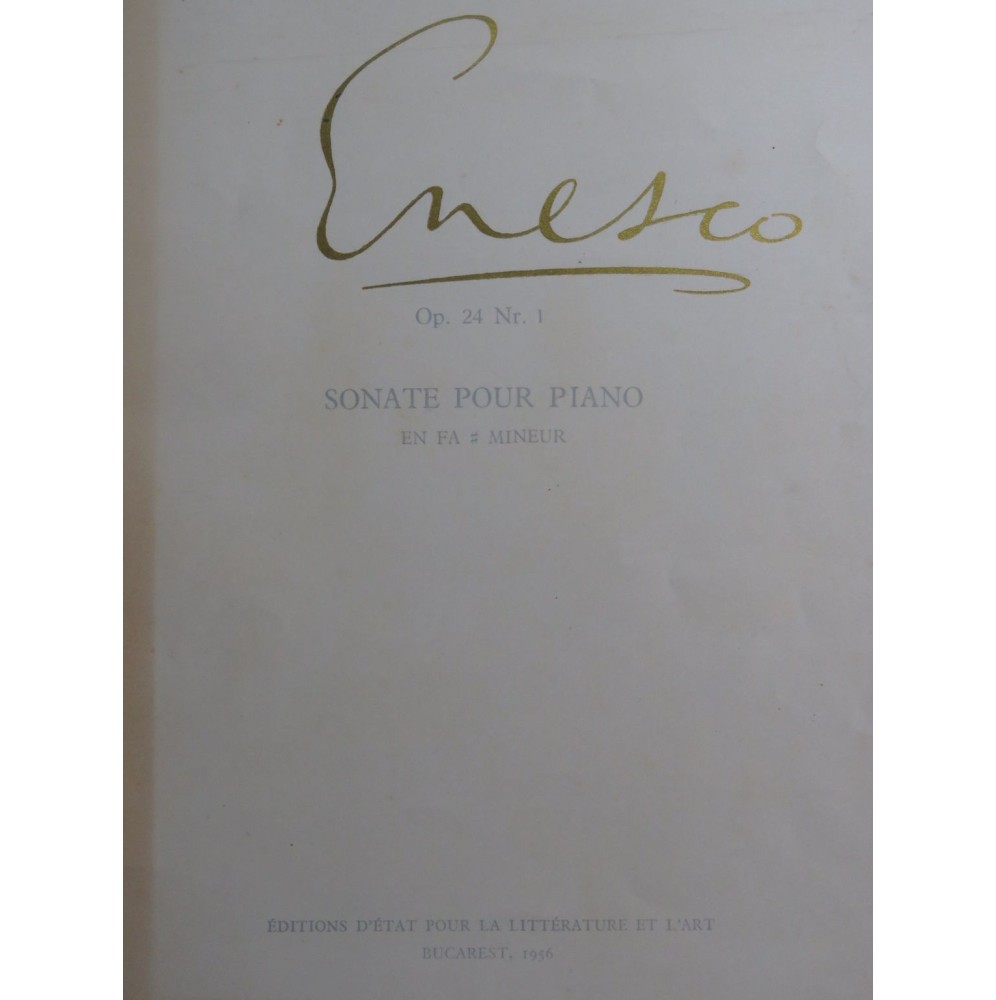 Enesco
Op. 24 Nr. 1
SONATE POUR PIANO
EN FA ♯ MINEUR
ÉDITIONS D'ÉTAT POUR LA LITTÉRATURE ET L'ART
BUCAREST, 1956